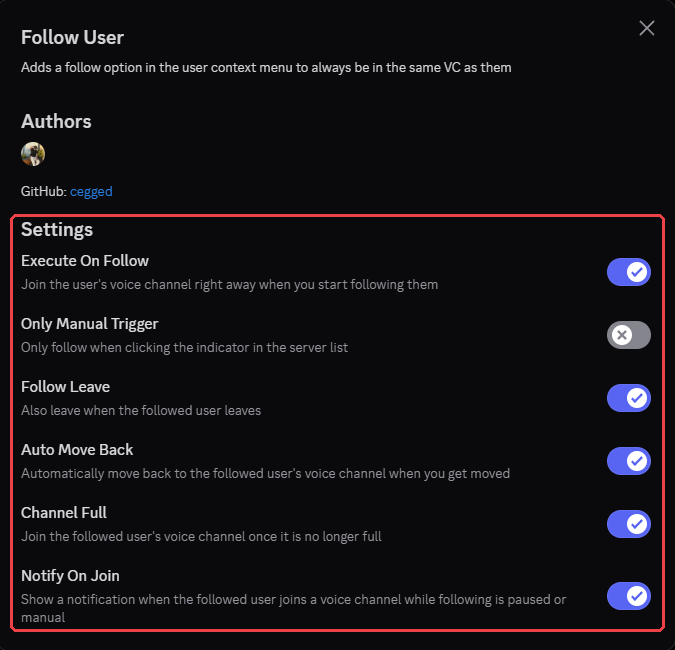 Follow User
Adds a follow option in the user context menu to always be in the same VC as them
Authors
GitHub: cegged
Settings
Execute On Follow
Join the user's voice channel right away when you start following them
Only Manual Trigger
Only follow when clicking the indicator in the server list
Follow Leave
Also leave when the followed user leaves
Auto Move Back
Automatically move back to the followed user's voice channel when you get moved
Channel Full
Join the followed user's voice channel once it is no longer full
Notify On Join
Show a notification when the followed user joins a voice channel while following is paused or
manual